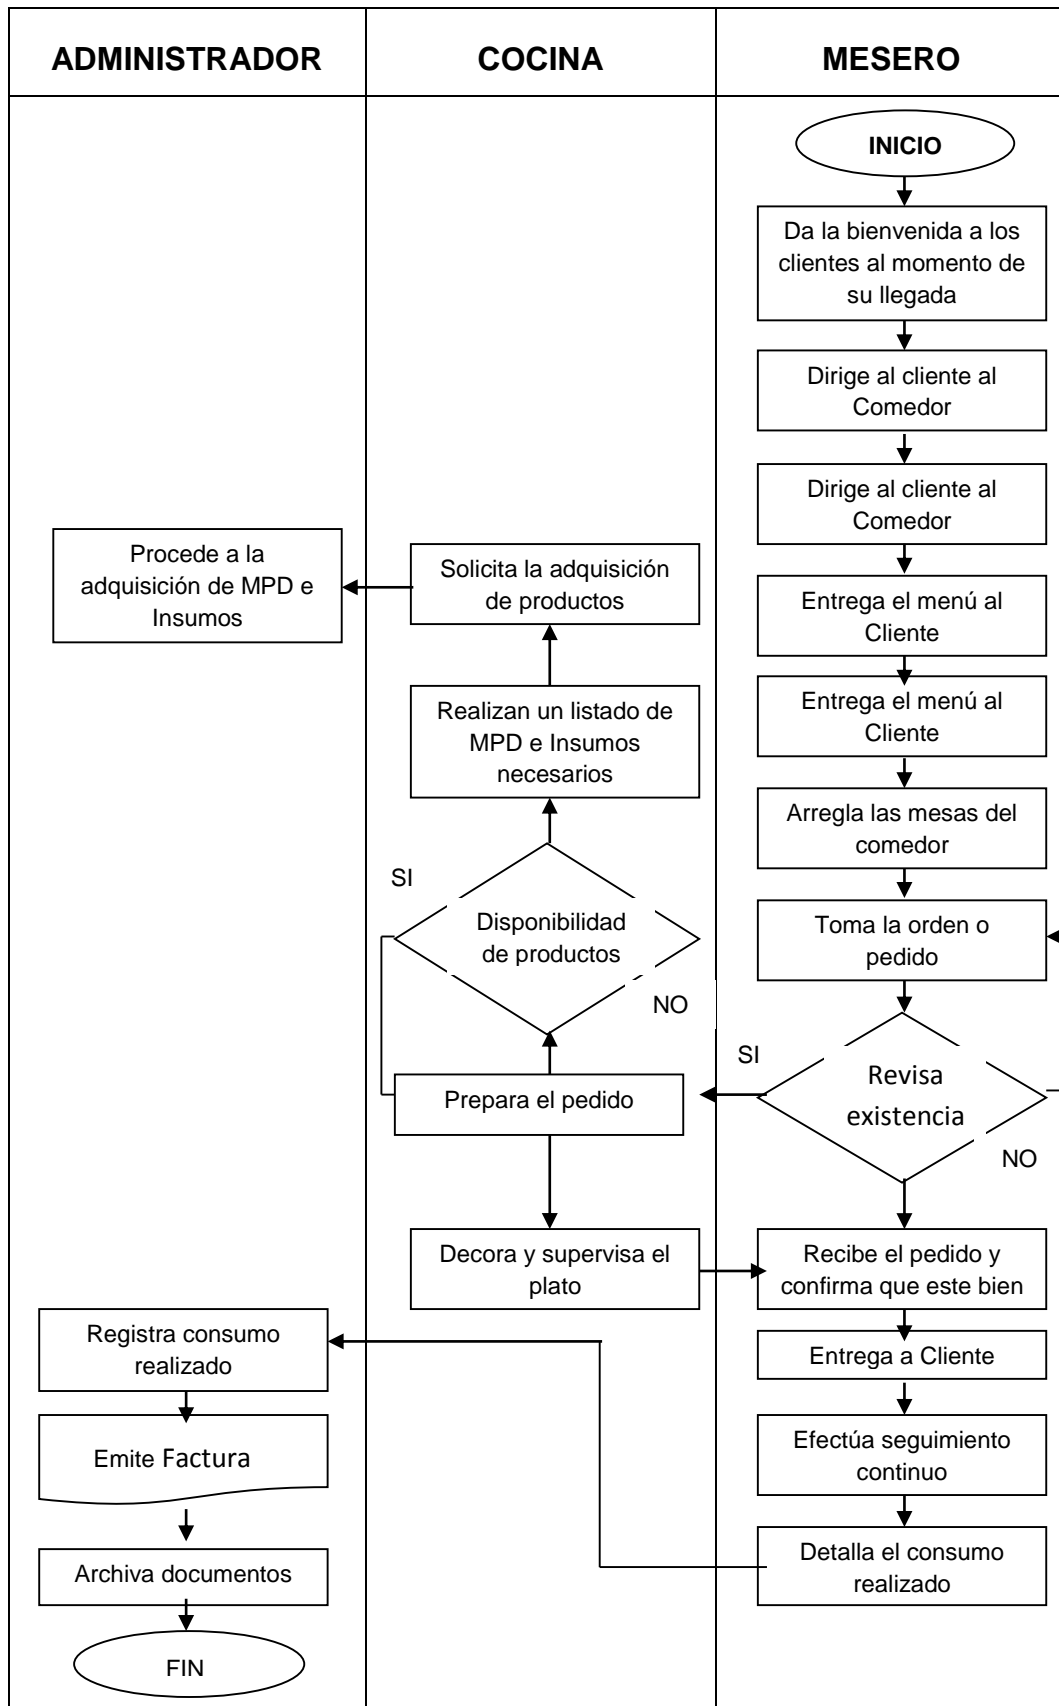 ADMINISTRADOR
COCINA
MESERO
INICIO
Da la bienvenida a los
clientes al momento de
su llegada
Dirige al cliente al
Comedor
Dirige al cliente al
Comedor
Entrega el menú al
Cliente
Entrega el menú al
Cliente
Arregla las mesas del
comedor
Toma la orden o
pedido
Revisa
existencia
SI
NO
Prepara el pedido
Disponibilidad
de productos
SI
NO
Realizan un listado de
MPD e Insumos
necesarios
Solicita la adquisición
de productos
Procede a la
adquisición de MPD e
Insumos
Decora y supervisa el
plato
Recibe el pedido y
confirma que este bien
Entrega a Cliente
Efectúa seguimiento
continuo
Detalla el consumo
realizado
Registra consumo
realizado
Emite Factura
Archiva documentos
FIN